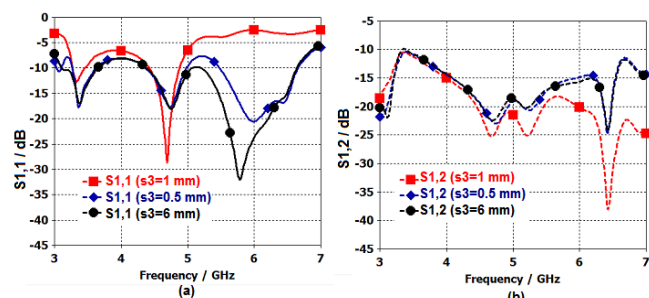 0
-5
-10
-15
-20
-25
-30
-35
-40
-45
S1,1 / dB
S1,1 (s3=1 mm)
S1,1 (s3=0.5 mm)
S1,1 (s3=6 mm)
3 4 5 6 7
Frequency / GHz
(a)
-5
-10
-15
-20
-25
-30
-35
-40
-45
S1,2 / dB
S1,2 (s3=1 mm)
S1,2 (s3=0.5 mm)
S1,2 (s3=6 mm)
3 4 5 6 7
Frequency / GHz
(b)